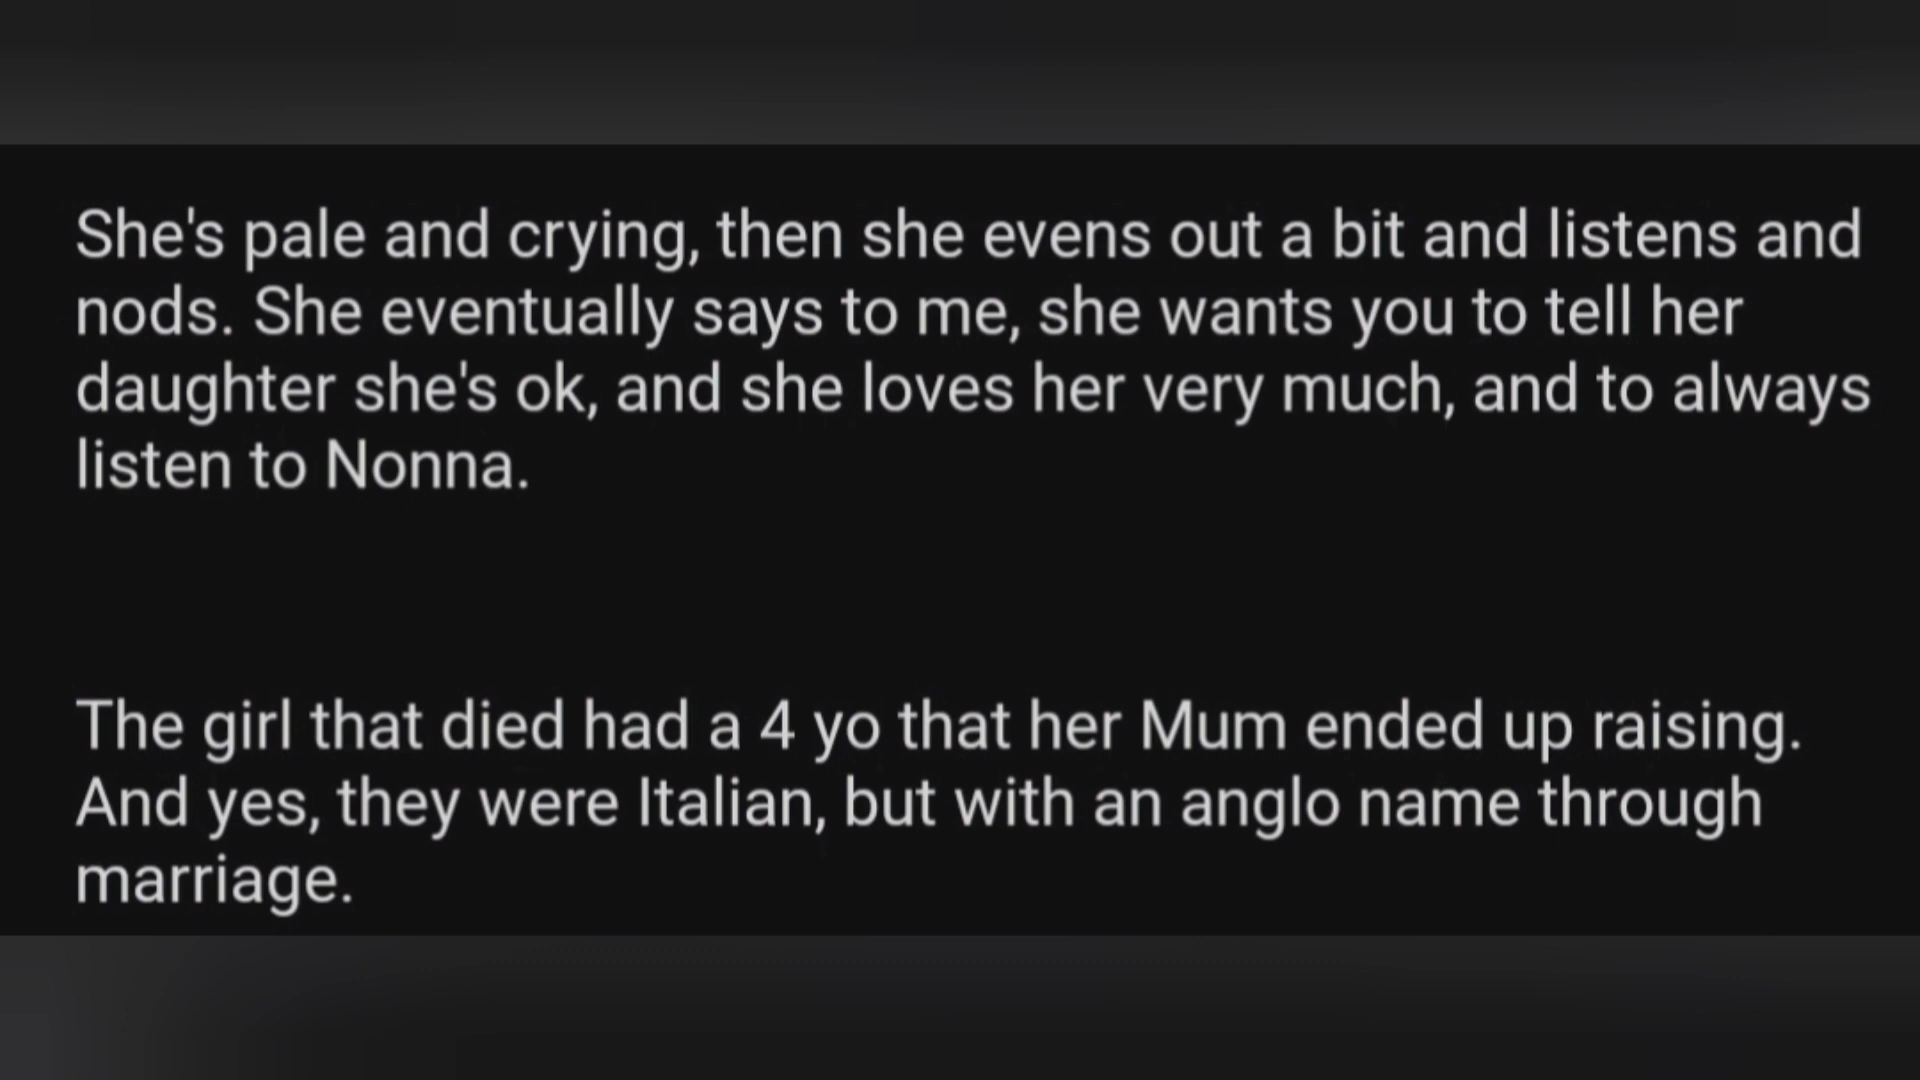 She's pale and crying, then she evens out a bit and listens and
nods. She eventually says to me, she wants you to tell her
daughter she's ok, and she loves her very much, and to always
listen to Nonna.
The girl that died had a 4 yo that her Mum ended up raising.
And yes, they were Italian, but with an anglo name through
marriage.